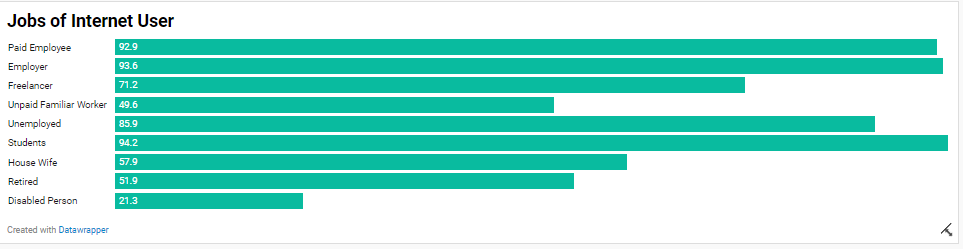 Jobs of Internet User
Paid Employee 92.9
Employer 93.6
Freelancer 71.2
Unpaid Familiar Worker 49.6
Unemployed 85.9
Students 94.2
House Wife 57.9
Retired 51.9
Disabled Person 21.3
Created with Datawrapper